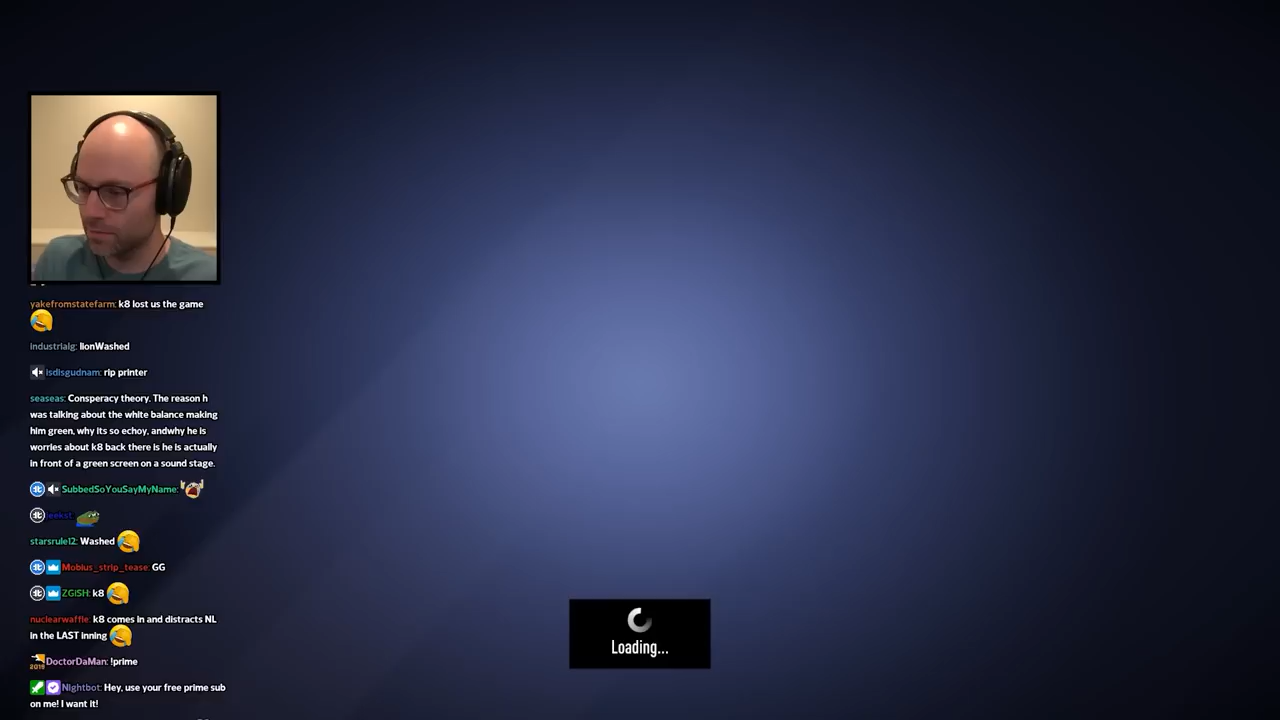 yakefromstatefarm: k8 lost us the game
industrialg: lionWashed
isdisgudnam: rip printer
seaseas: Conspercacy theory. The reason h
was talking about the white balance making
him green, why its so echoy, andwhy he is
worries about k8 back there is he is actually
in front of a green screen on a sound stage.
SubbedSoYouSayMyName:
leekst:
starsrule12: Washed
Mobius_strip_tease: GG
ZGISH: k8
nuclearwaffle: k8 comes in and distracts NL
in the LAST inning
2019 DoctorDaMan: !prime
Nightbot: Hey, use your free prime sub
on me! I want it!
Loading...